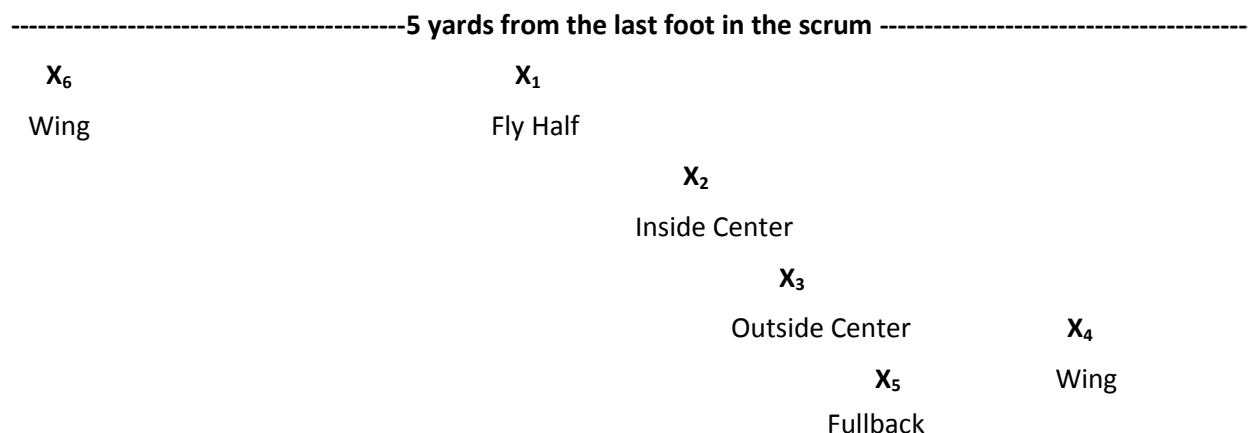 --------------------------------------------5 yards from the last foot in the scrum -----------------------------------------
X₆ X₁
Wing Fly Half
X₂
Inside Center
X₃
Outside Center X₄
X₅ Wing
Fullback